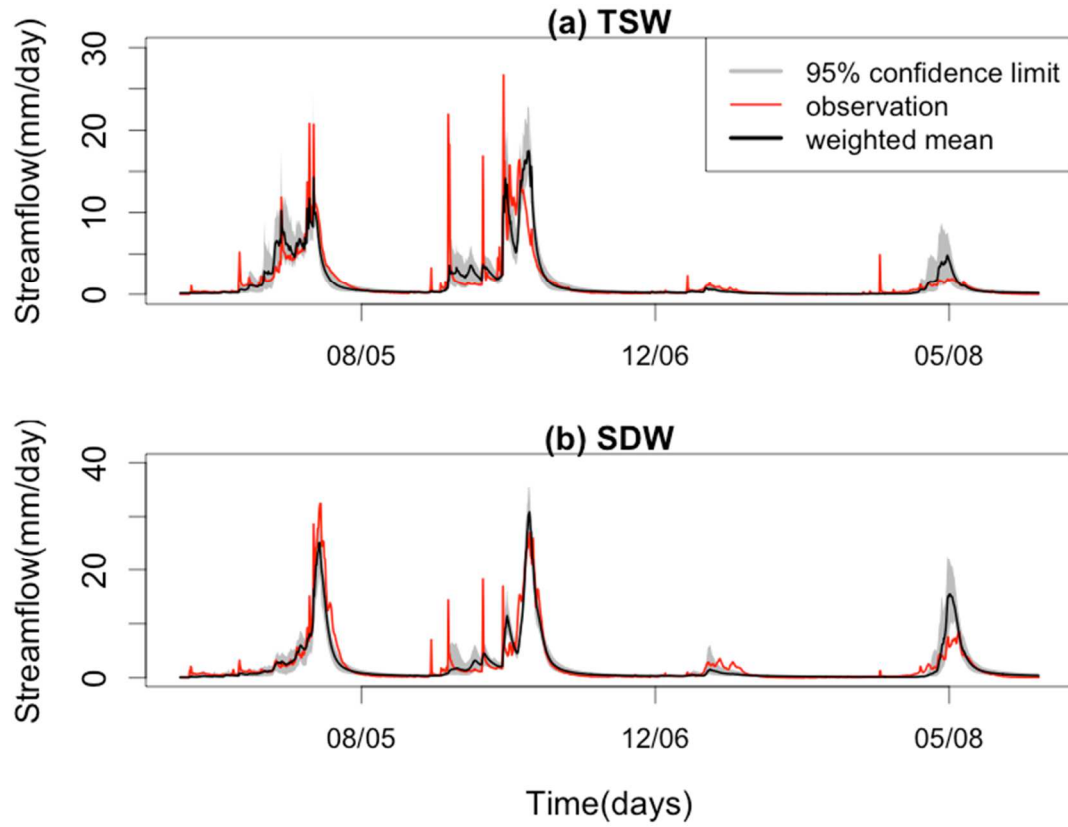 (a) TSW
Streamflow(mm/day)
30
20
10
0
95% confidence limit
observation
weighted mean
08/05
12/06
05/08
(b) SDW
Streamflow(mm/day)
40
20
0
08/05
12/06
05/08
Time(days)